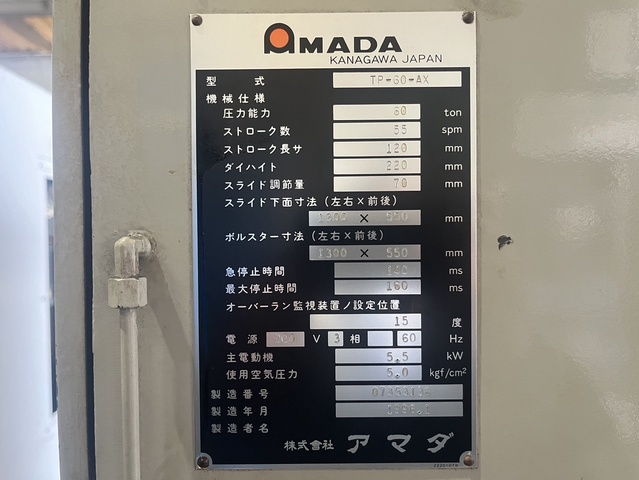 AMADA
KANAGAWA JAPAN
型 式 TP-60-AX
機械仕様
圧力能力 60 ton
ストローク数 55 spm
ストローク長サ 120 mm
ダイハイト 220 mm
スライド調節量 70 mm
スライド下面寸法(左右×前後)
1300 × 550 mm
ボルスター寸法(左右×前後)
1300 × 550 mm
急停止時間 ms
最大停止時間 160 ms
オーバーラン監視装置ノ設定位置
15 度
電源 V 3 相 60 Hz
主電動機 5.5 kW
使用空気圧力 5.0 kgf/cm²
製造番号
製造年月
製造者名
株式会社 アマダ